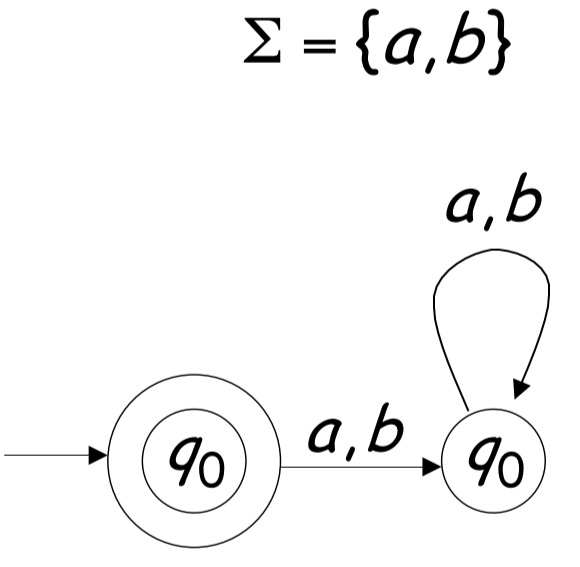 Σ = {a,b}
a,b
a,b
q₀ q₀